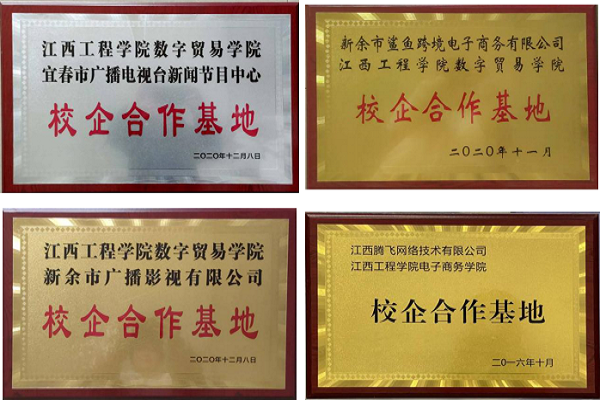 江西工程学院数字贸易学院
宜春市广播电视台新闻节目中心
校企合作基地
二〇二〇年十二月八日
新余市鲨鱼跨境电子商务有限公司
江西工程学院数字贸易学院
校企合作基地
二〇二〇年十一月
江西工程学院数字贸易学院
新余市广播影视有限公司
校企合作基地
二〇二〇年十二月八日
江西腾飞网络技术有限公司
江西工程学院电子商务学院
校企合作基地
二〇一六年十月